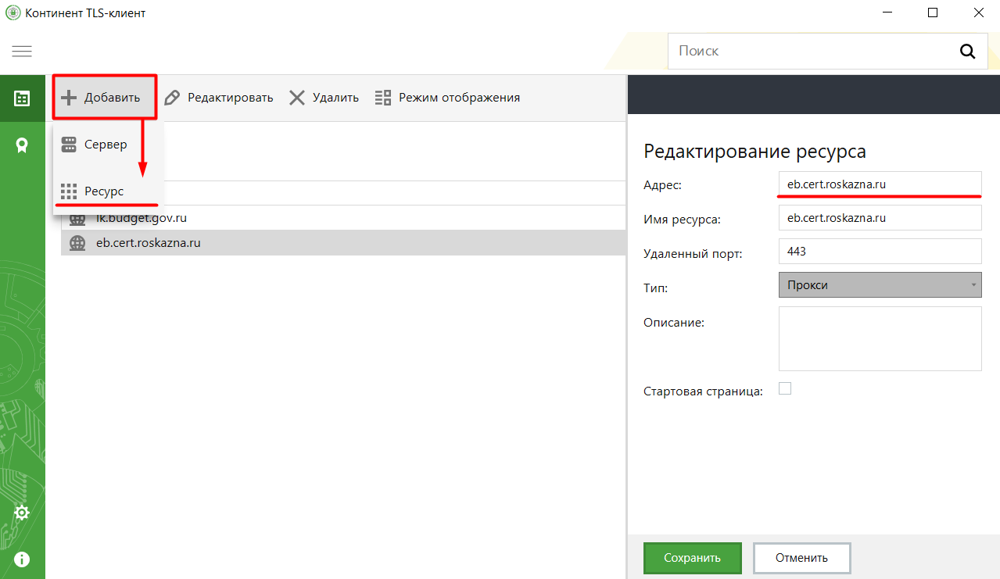 Континент TLS-клиент
Поиск
Добавить
Редактировать
Удалить
Режим отображения
Сервер
Ресурс
lk.budget.gov.ru
eb.cert.roskazna.ru
Редактирование ресурса
Адрес: eb.cert.roskazna.ru
Имя ресурса: eb.cert.roskazna.ru
Удаленный порт: 443
Тип: Прокси
Описание:
Стартовая страница:
Сохранить
Отменить